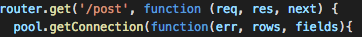 router.get('/post', function (req, res, next) {
pool.getConnection(function(err, rows, fields){